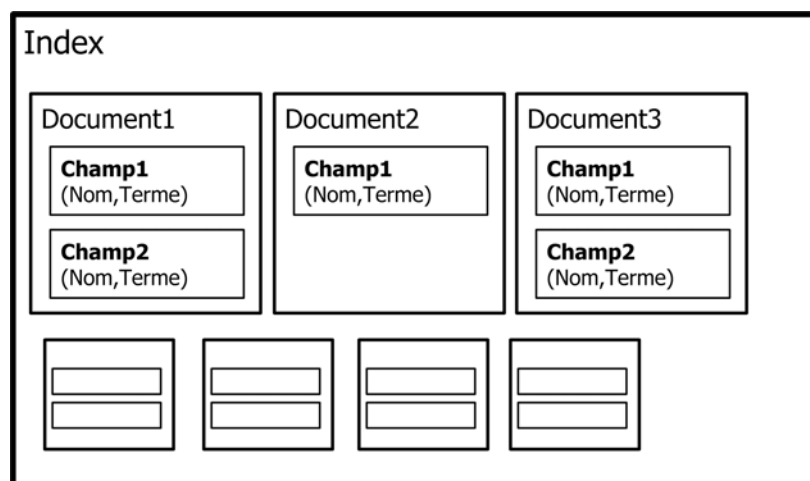 Index
Document1
Champ1
(Nom,Terme)
Champ2
(Nom,Terme)
Document2
Champ1
(Nom,Terme)
Document3
Champ1
(Nom,Terme)
Champ2
(Nom,Terme)